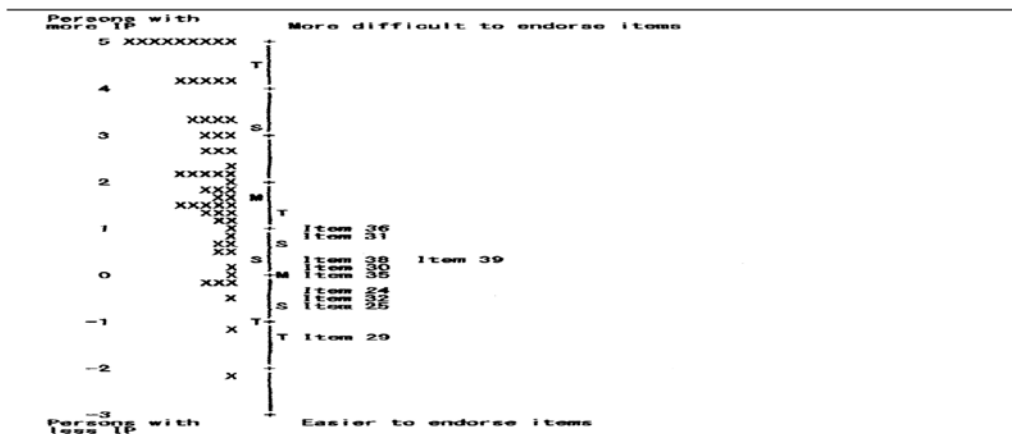 Persons with
more IP More difficult to endorse items
5 XXXXXXXXX
T
XXXXX
4
XXXX
S
3 XXX
XXX
X
XXXXX
2 X
XXX
XX M
XXXXX
XXX T
XX
1 X Item 36
X Item 31
XX S
XX
S Item 38 Item 39
X Item 30
0 X M Item 35
XXX
Item 24
X Item 32
S Item 25
-1 T
X
T Item 29
-2
X
-3
Persons with Easier to endorse items
less IP